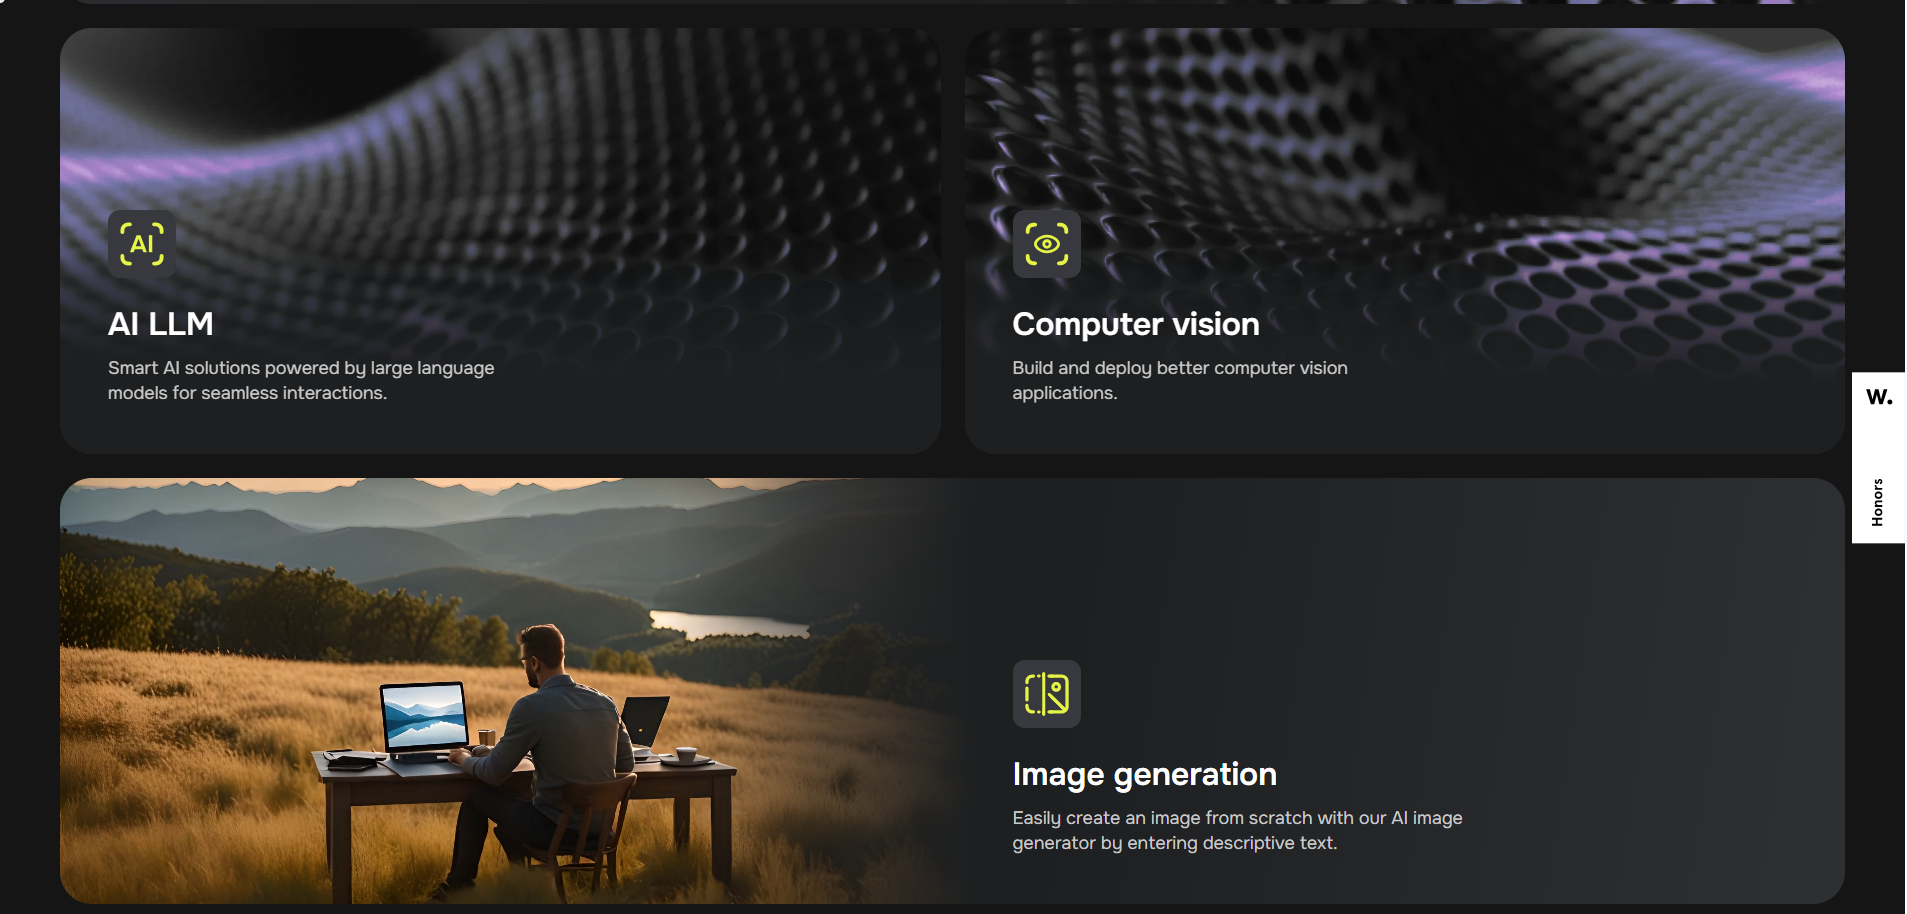 AI
AI LLM
Smart AI solutions powered by large language
models for seamless interactions.
Computer vision
Build and deploy better computer vision
applications.
W.
Honors
Image generation
Easily create an image from scratch with our AI image
generator by entering descriptive text.